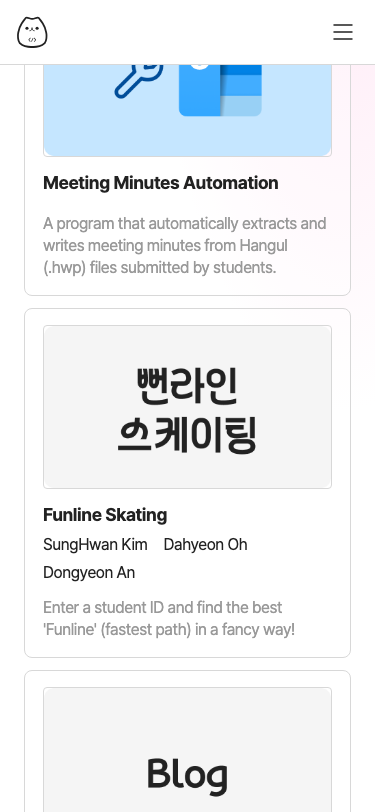 Meeting Minutes Automation
A program that automatically extracts and
writes meeting minutes from Hangul
(.hwp) files submitted by students.
뻔라인
스케이팅
Funline Skating
SungHwan Kim Dahyeon Oh
Dongyeon An
Enter a student ID and find the best
'Funline' (fastest path) in a fancy way!
Blog